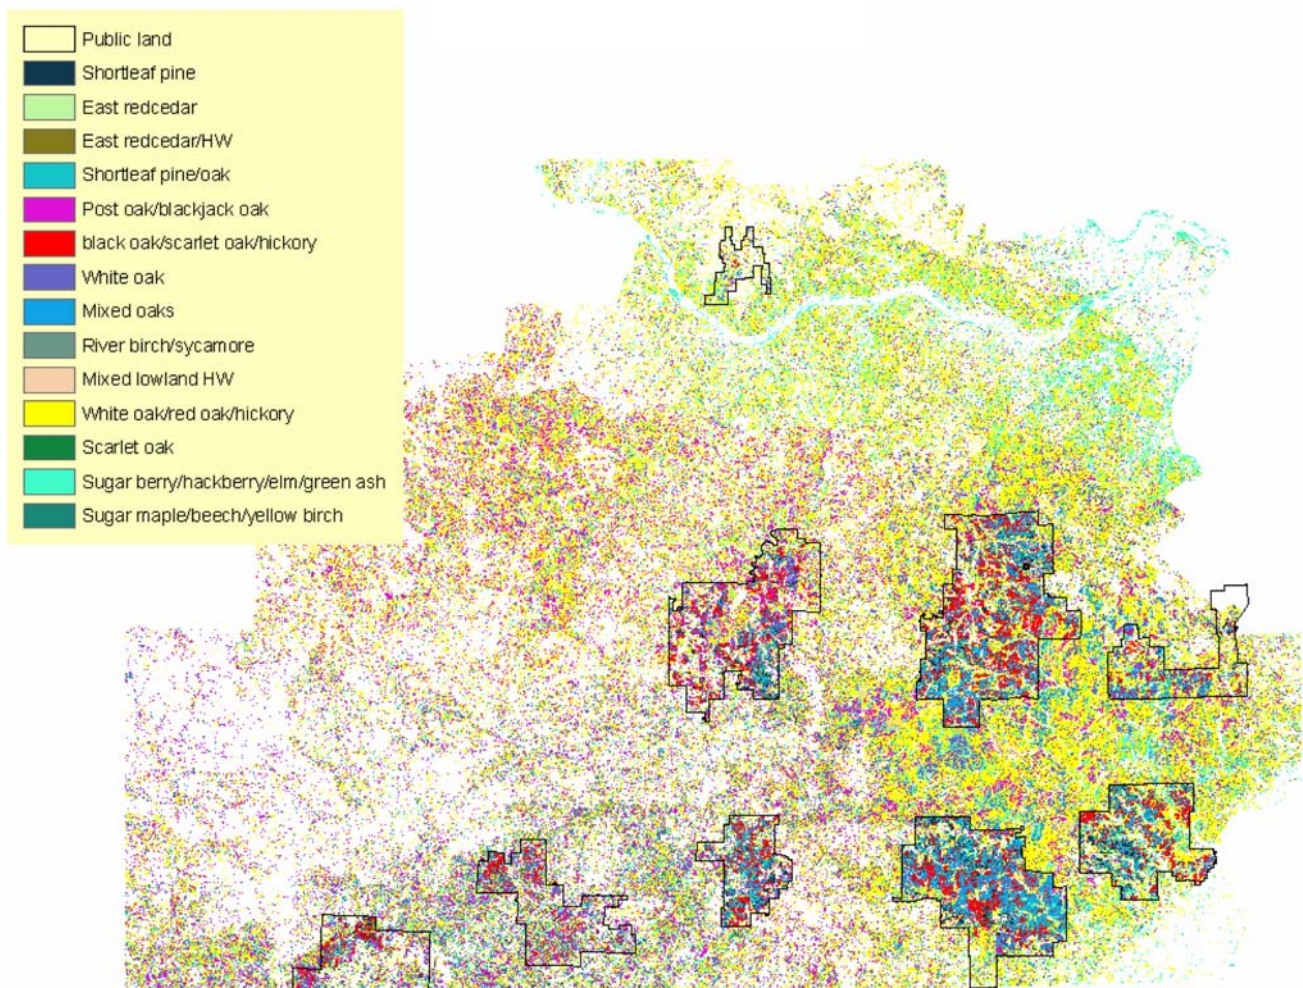 Public land
Shortleaf pine
East redcedar
East redcedar/HW
Shortleaf pine/oak
Post oak/blackjack oak
black oak/scarlet oak/hickory
White oak
Mixed oaks
River birch/sycamore
Mixed lowland HW
White oak/red oak/hickory
Scarlet oak
Sugar berry/hackberry/elm/green ash
Sugar maple/beech/yellow birch